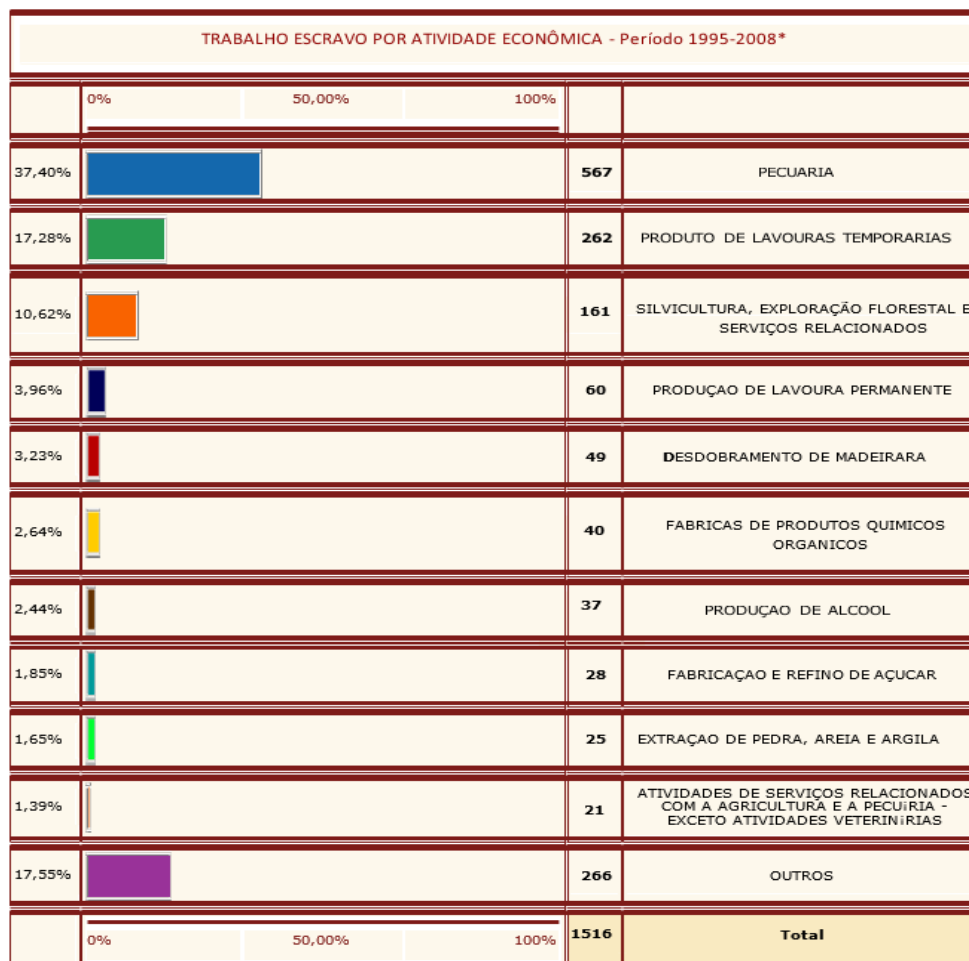 TRABALHO ESCRAVO POR ATIVIDADE ECONÔMICA - Período 1995-2008*
0% 50,00% 100%
37,40% 567 PECUARIA
17,28% 262 PRODUTO DE LAVOURAS TEMPORARIAS
10,62% 161 SILVICULTURA, EXPLORAÇÃO FLORESTAL E
SERVIÇOS RELACIONADOS
3,96% 60 PRODUÇAO DE LAVOURA PERMANENTE
3,23% 49 DESDOBRAMENTO DE MADEIRARA
2,64% 40 FABRICAS DE PRODUTOS QUIMICOS
ORGANICOS
2,44% 37 PRODUÇAO DE ALCOOL
1,85% 28 FABRICAÇAO E REFINO DE AÇUCAR
1,65% 25 EXTRAÇAO DE PEDRA, AREIA E ARGILA
1,39% 21 ATIVIDADES DE SERVIÇOS RELACIONADOS
COM A AGRICULTURA E A PECU¡RIA -
EXCETO ATIVIDADES VETERIN¡RIAS
17,55% 266 OUTROS
0% 50,00% 100% 1516 Total